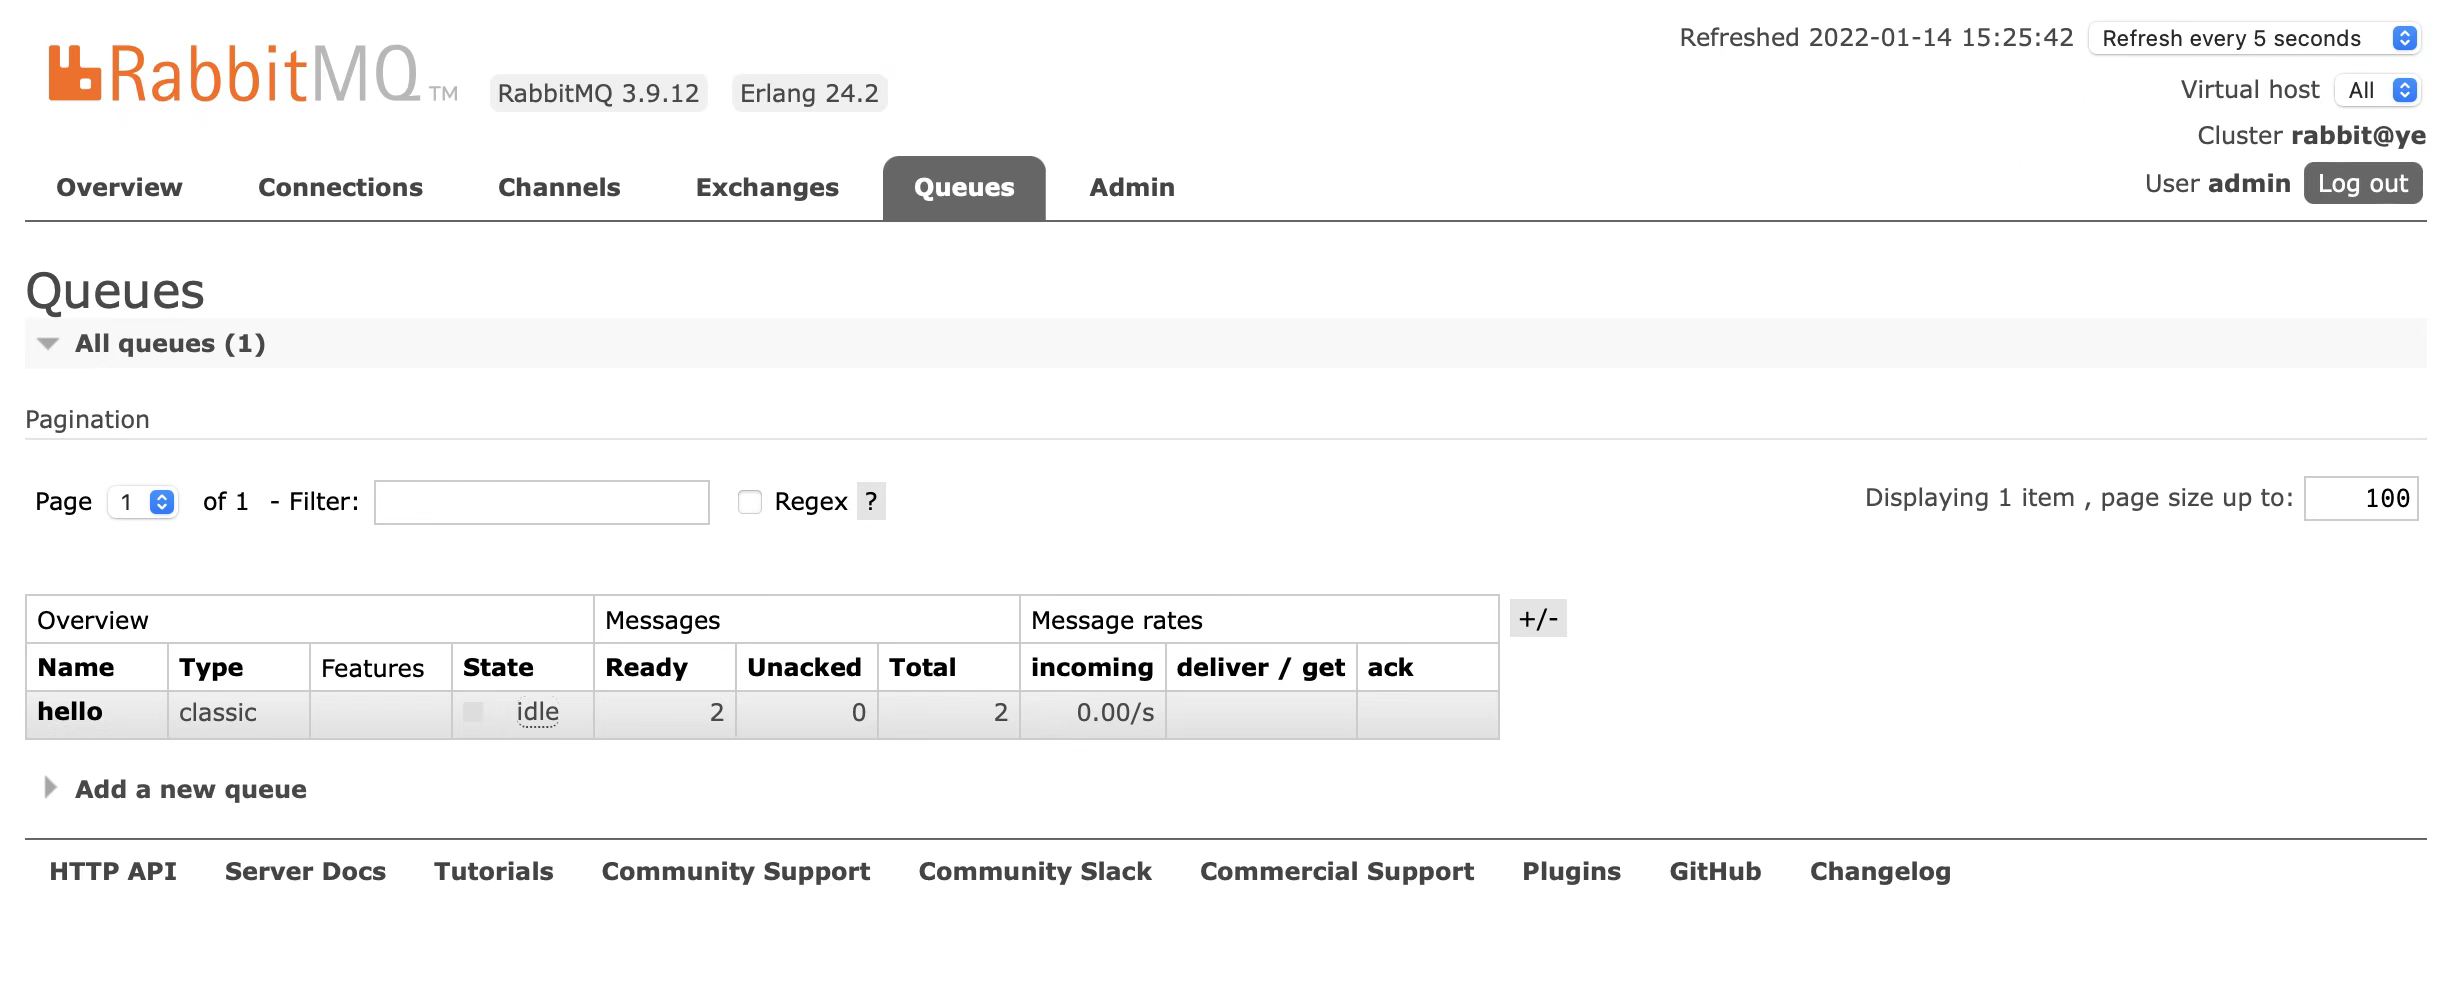 Refreshed 2022-01-14 15:25:42 Refresh every 5 seconds
RabbitMQ TM RabbitMQ 3.9.12 Erlang 24.2
Virtual host All
Cluster rabbit@ye
Overview Connections Channels Exchanges Queues Admin
User admin Log out
Queues
All queues (1)
Pagination
Page 1 of 1 - Filter: Regex ? Displaying 1 item , page size up to: 100
Overview Messages Message rates +/-
Name Type Features State Ready Unacked Total incoming deliver / get ack
hello classic idle 2 0 2 0.00/s
Add a new queue
HTTP API Server Docs Tutorials Community Support Community Slack Commercial Support Plugins GitHub Changelog